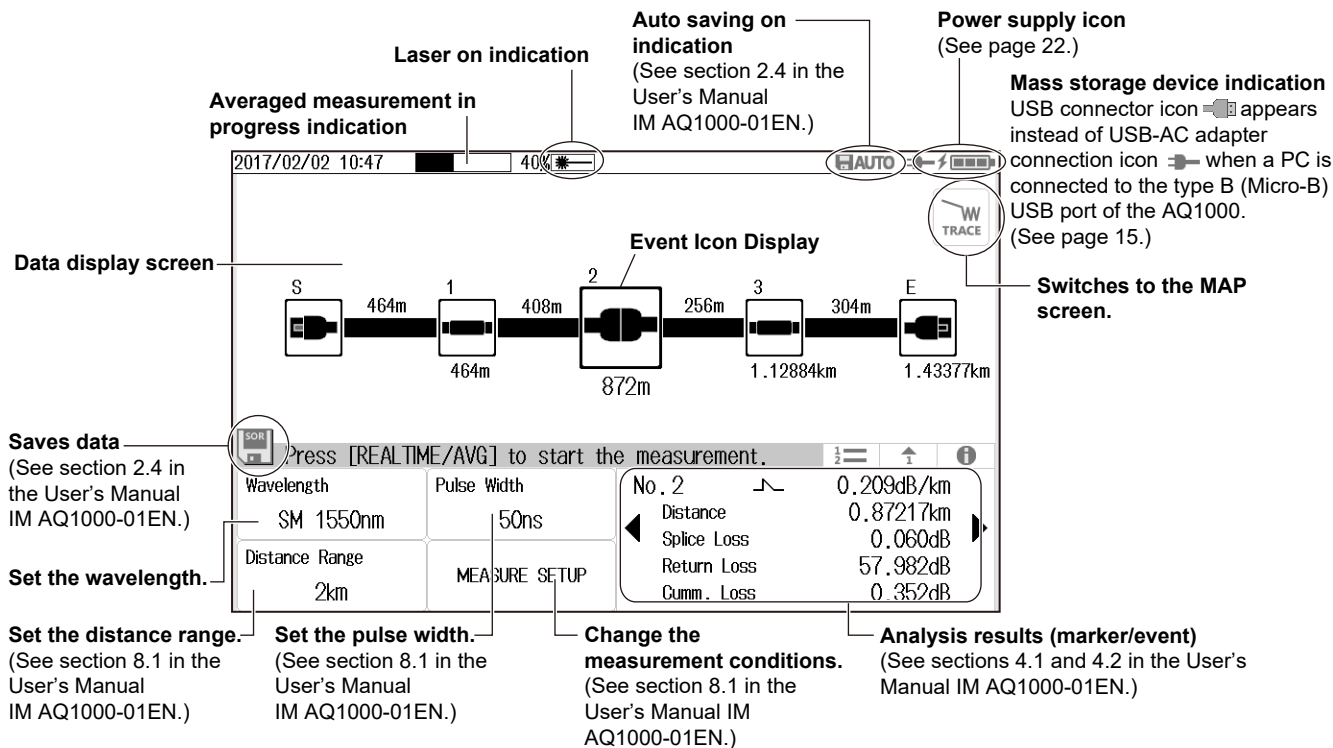 Auto saving on
indication
(See section 2.4 in the
User's Manual
IM AQ1000-01EN.)
Power supply icon
(See page 22.)
Laser on indication
Averaged measurement in
progress indication
Mass storage device indication
USB connector icon appears
instead of USB-AC adapter
connection icon when a PC is
connected to the type B (Micro-B)
USB port of the AQ1000.
(See page 15.)
2017/02/02 10:47 40% AUTO
TRACE
Switches to the MAP
screen.
Data display screen
Event Icon Display
S 1 2 3 E
464m 408m 256m 304m
464m 872m 1.12884km 1.43377km
Saves data
(See section 2.4 in
the User's Manual
IM AQ1000-01EN.)
SOR
Press [REALTIME/AVG] to start the measurement.
1
2
1
Wavelength
SM 1550nm
Pulse Width
50ns
Distance Range
2km
MEASURE SETUP
No.2 0.209dB/km
Distance 0.87217km
Splice Loss 0.060dB
Return Loss 57.982dB
Cumm. Loss 0.352dB
Set the wavelength.
Set the distance range.
(See section 8.1 in the
User's Manual
IM AQ1000-01EN.)
Set the pulse width.
(See section 8.1 in the
User's Manual
IM AQ1000-01EN.)
Change the
measurement conditions.
(See section 8.1 in the
User's Manual IM
AQ1000-01EN.)
Analysis results (marker/event)
(See sections 4.1 and 4.2 in the User's
Manual IM AQ1000-01EN.)